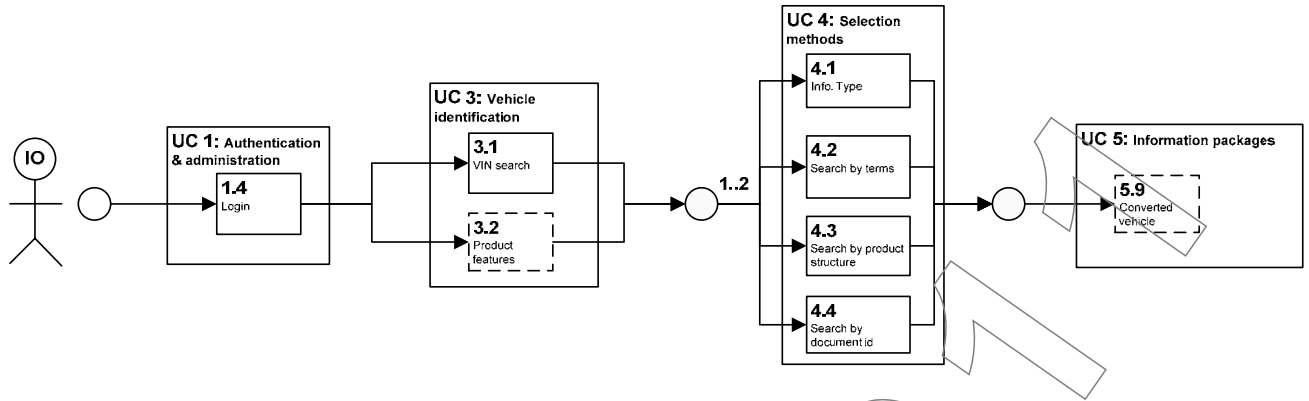 IO
UC 1: Authentication
& administration
1.4
Login
UC 3: Vehicle
identification
3.1
VIN search
3.2
Product
features
1..2
UC 4: Selection
methods
4.1
Info. Type
4.2
Search by terms
4.3
Search by product
structure
4.4
Search by
document id
UC 5: Information packages
5.9
Converted
vehicle